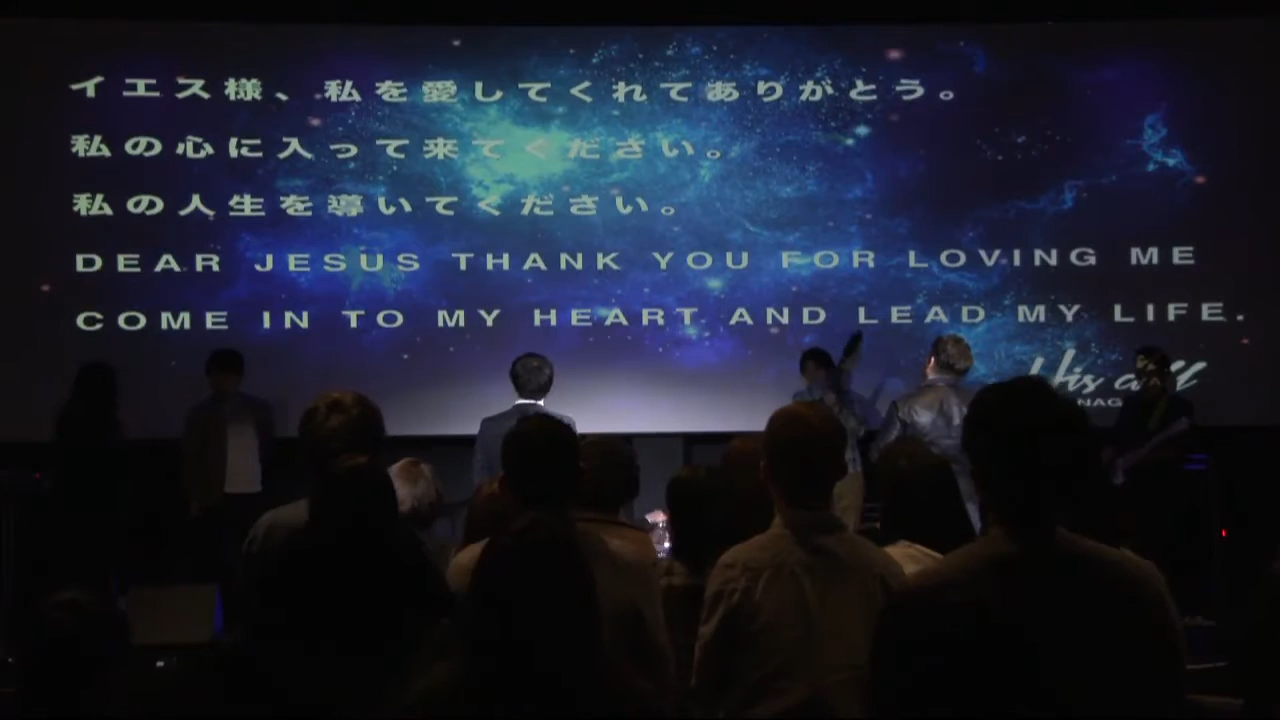 イエス様、私を愛してくれてありがとう。
私の心に入って来てください。
私の人生を導いてください。
DEAR JESUS THANK YOU FOR LOVING ME
COME IN TO MY HEART AND LEAD MY LIFE.
His call